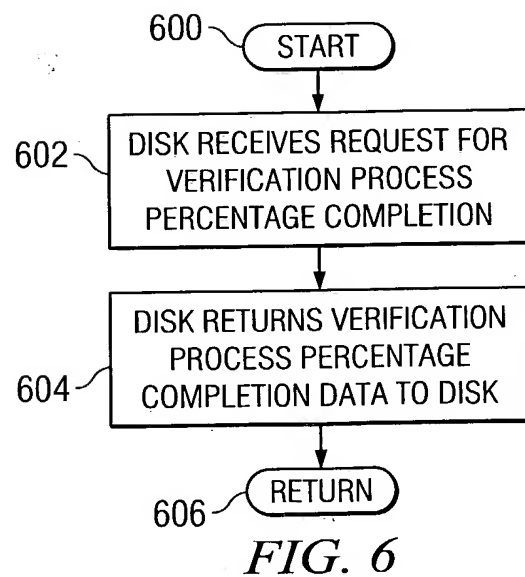 600
START
602
DISK RECEIVES REQUEST FOR
VERIFICATION PROCESS
PERCENTAGE COMPLETION
604
DISK RETURNS VERIFICATION
PROCESS PERCENTAGE
COMPLETION DATA TO DISK
606
RETURN
FIG. 6